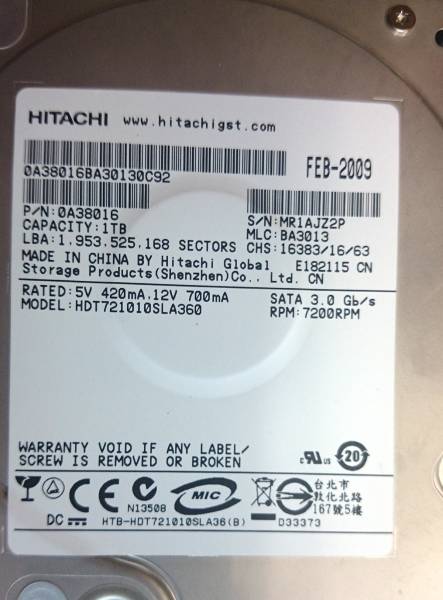 HITACHI www.hitachigst.com
FEB-2009
0A38016BA30130C92
P/N:0A38016 S/N:MR1AJZ2P
CAPACITY:1TB MLC:BA3013
LBA:1,953,525,168 SECTORS CHS:16383/16/63
MADE IN CHINA BY Hitachi Global E182115 CN
Storage Products(Shenzhen)Co., Ltd. CN
RATED:5V 420mA,12V 700mA SATA 3.0 Gb/s
MODEL:HDT721010SLA360 RPM:7200RPM
WARRANTY VOID IF ANY LABEL/
SCREW IS REMOVED OR BROKEN
c RU us 20
CE N13508 MIC 台北市
敦化北路
167號5樓
DC HTB-HDT721010SLA36(B) D33373